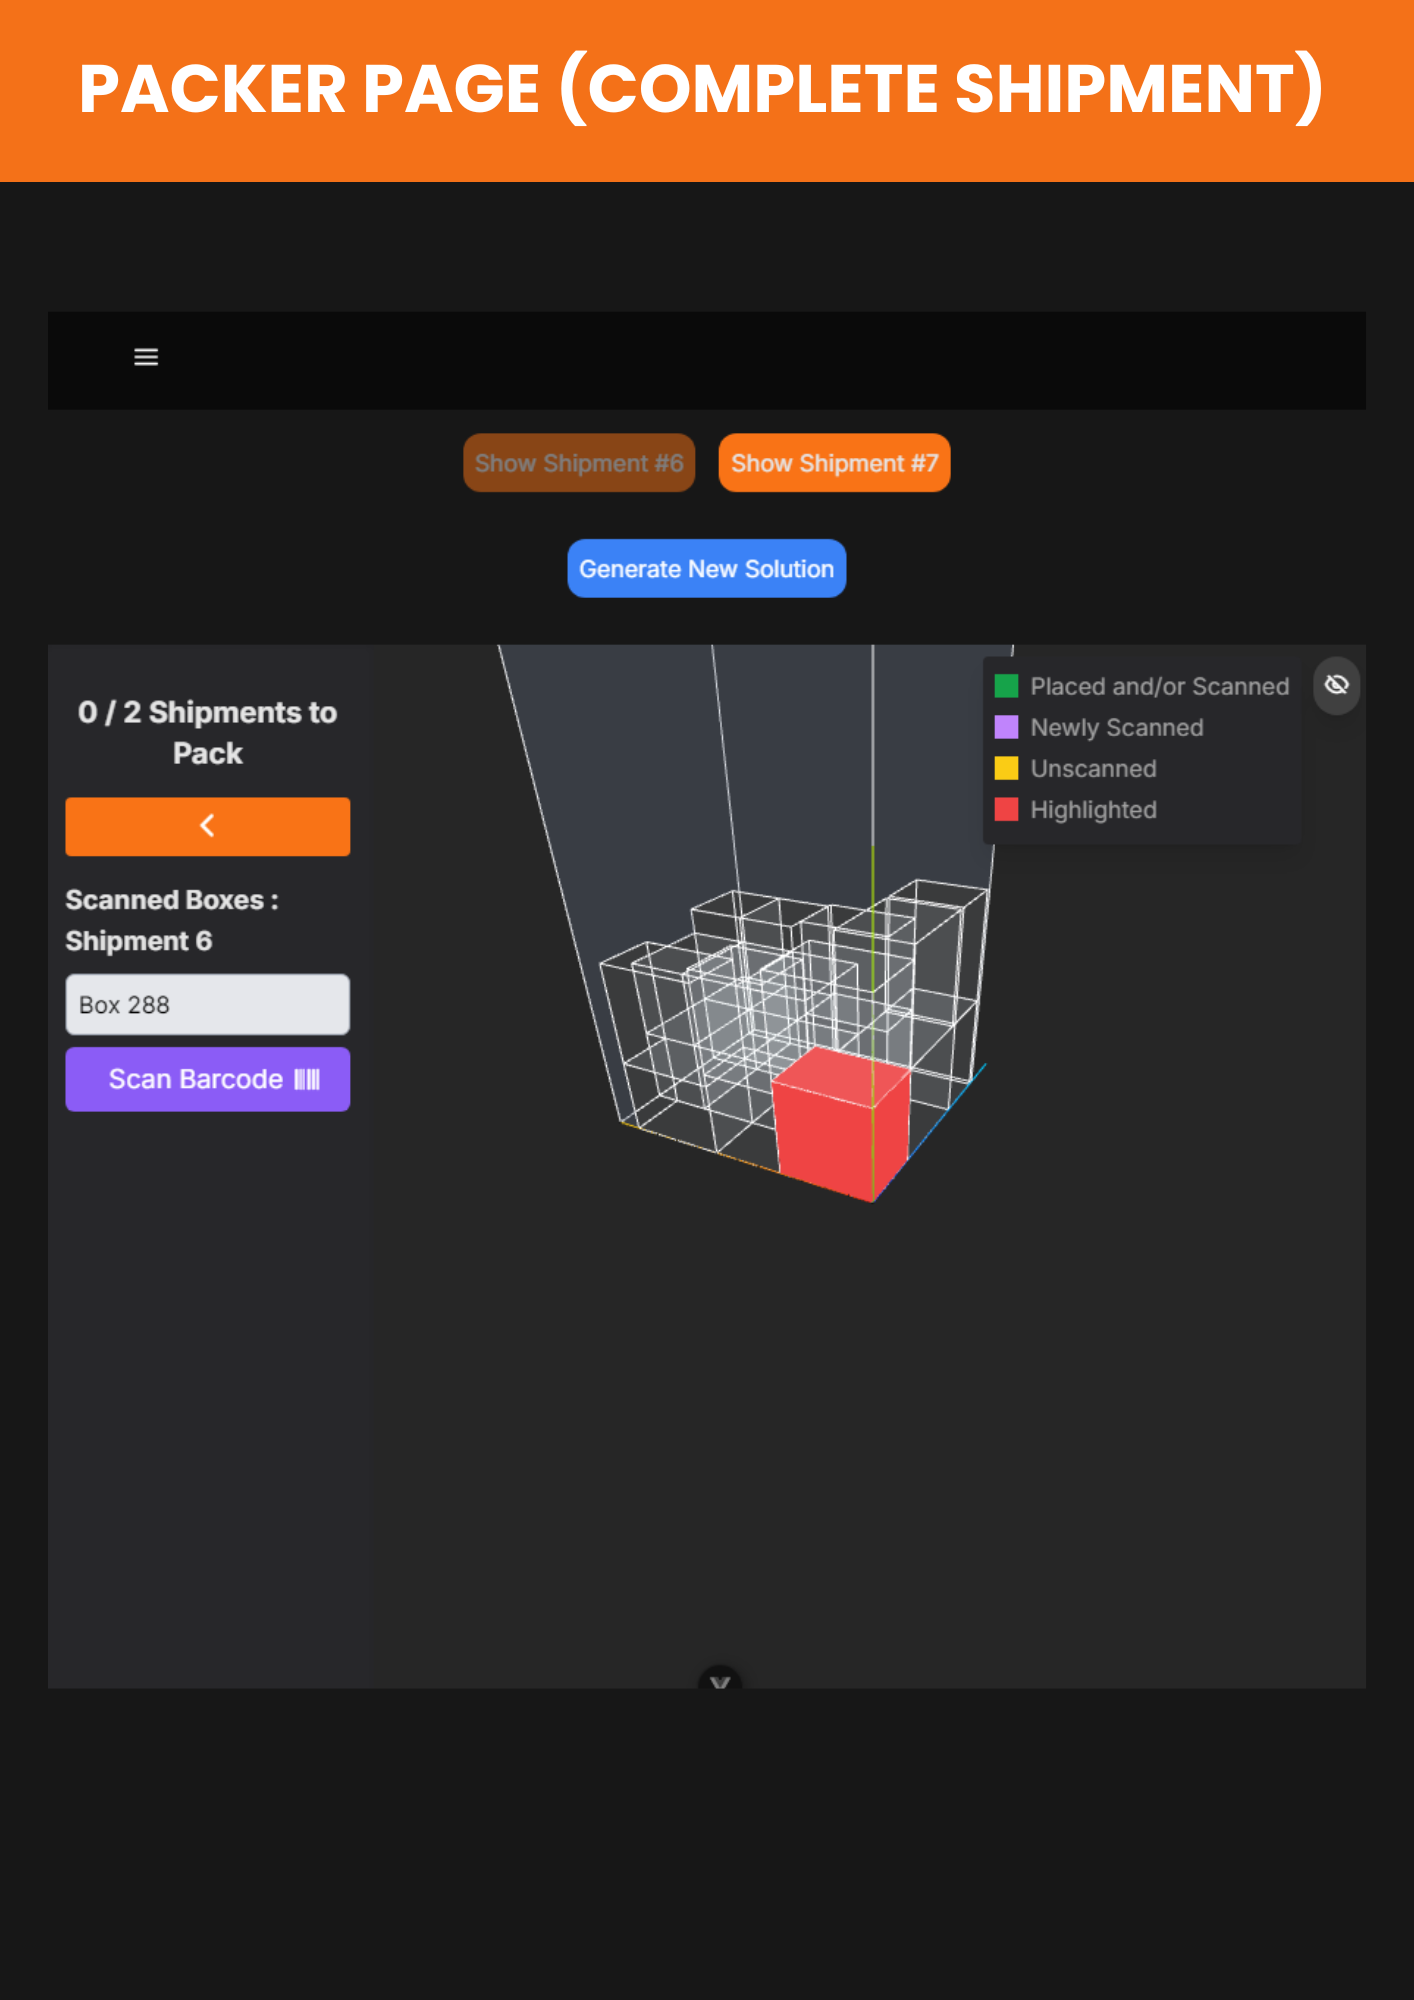 PACKER PAGE (COMPLETE SHIPMENT)
Show Shipment #6
Show Shipment #7
Generate New Solution
0 / 2 Shipments to
Pack
Scanned Boxes :
Shipment 6
Box 288
Scan Barcode
Placed and/or Scanned
Newly Scanned
Unscanned
Highlighted